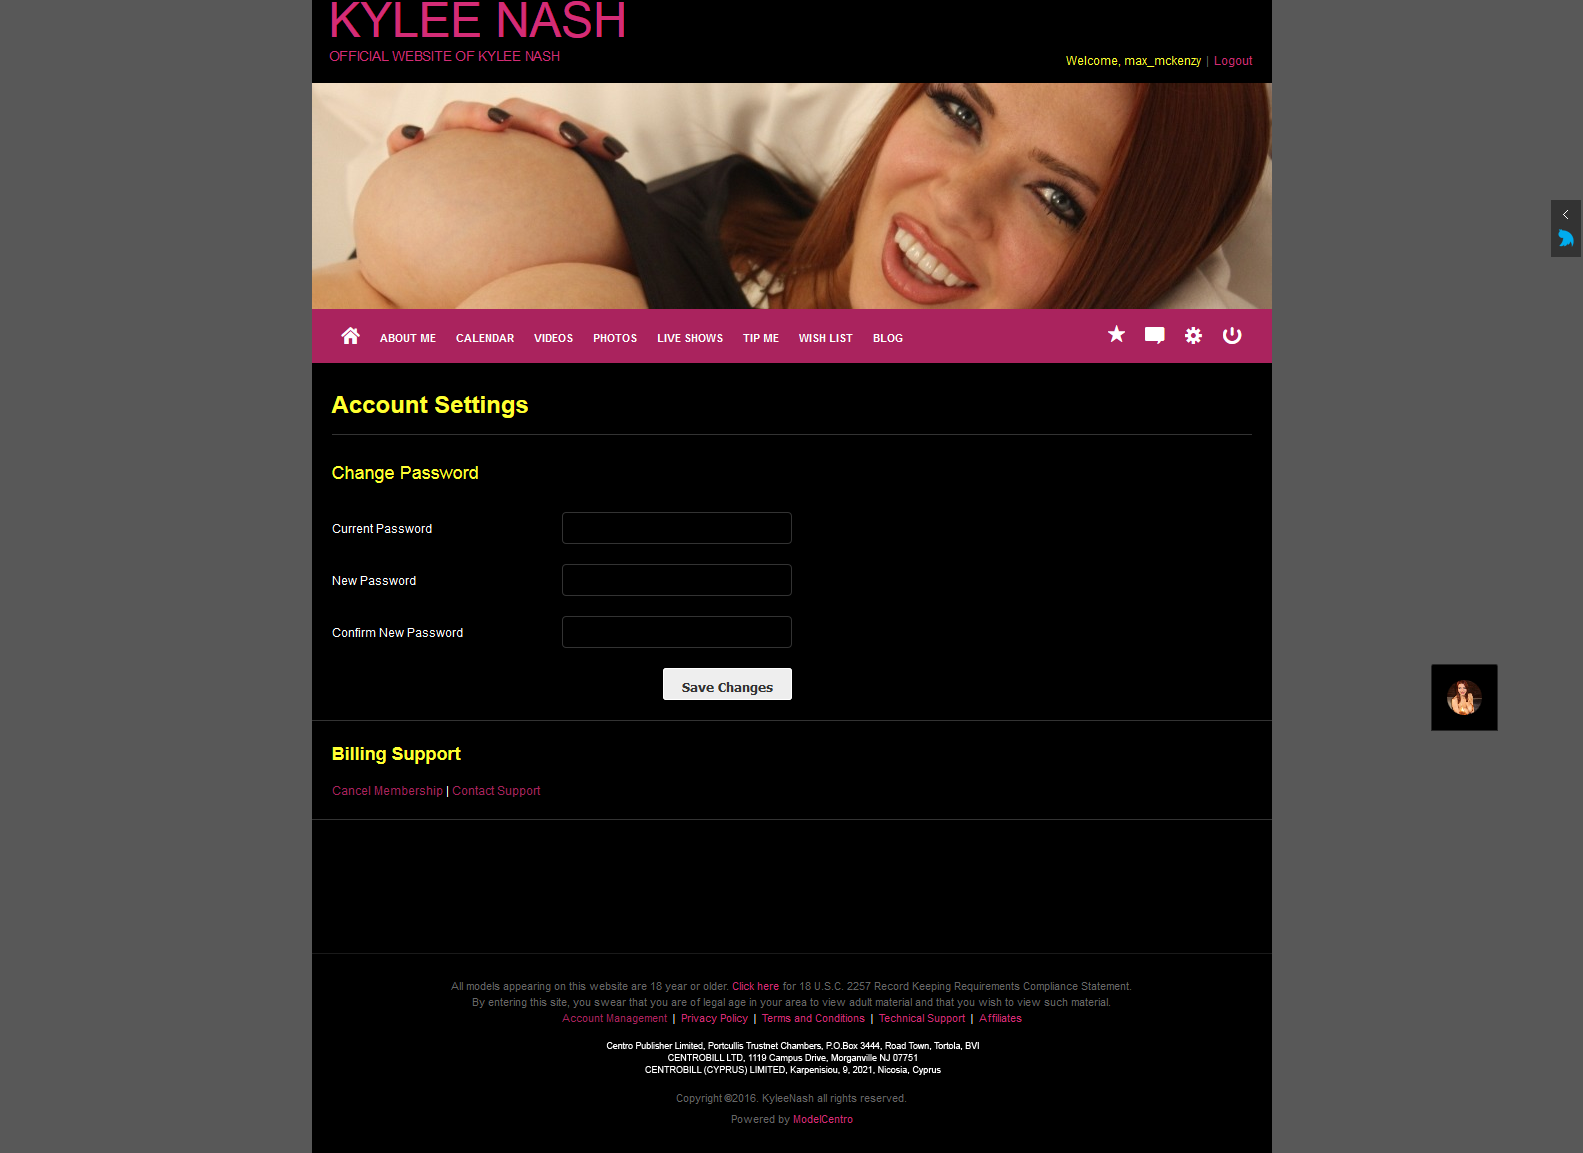 KYLEE NASH
OFFICIAL WEBSITE OF KYLEE NASH
Welcome, max_mckenzy | Logout
ABOUT ME CALENDAR VIDEOS PHOTOS LIVE SHOWS TIP ME WISH LIST BLOG
Account Settings
Change Password
Current Password
New Password
Confirm New Password
Save Changes
Billing Support
Cancel Membership | Contact Support
All models appearing on this website are 18 year or older. Click here for 18 U.S.C. 2257 Record Keeping Requirements Compliance Statement.
By entering this site, you swear that you are of legal age in your area to view adult material and that you wish to view such material.
Account Management | Privacy Policy | Terms and Conditions | Technical Support | Affiliates
Centro Publisher Limited, Portcullis Trustnet Chambers, P.O.Box 3444, Road Town, Tortola, BVI
CENTROBILL LTD, 1119 Campus Drive, Morganville NJ 07751
CENTROBILL (CYPRUS) LIMITED, Karpenisiou, 9, 2021, Nicosia, Cyprus
Copyright ©2016. KyleeNash all rights reserved.
Powered by ModelCentro